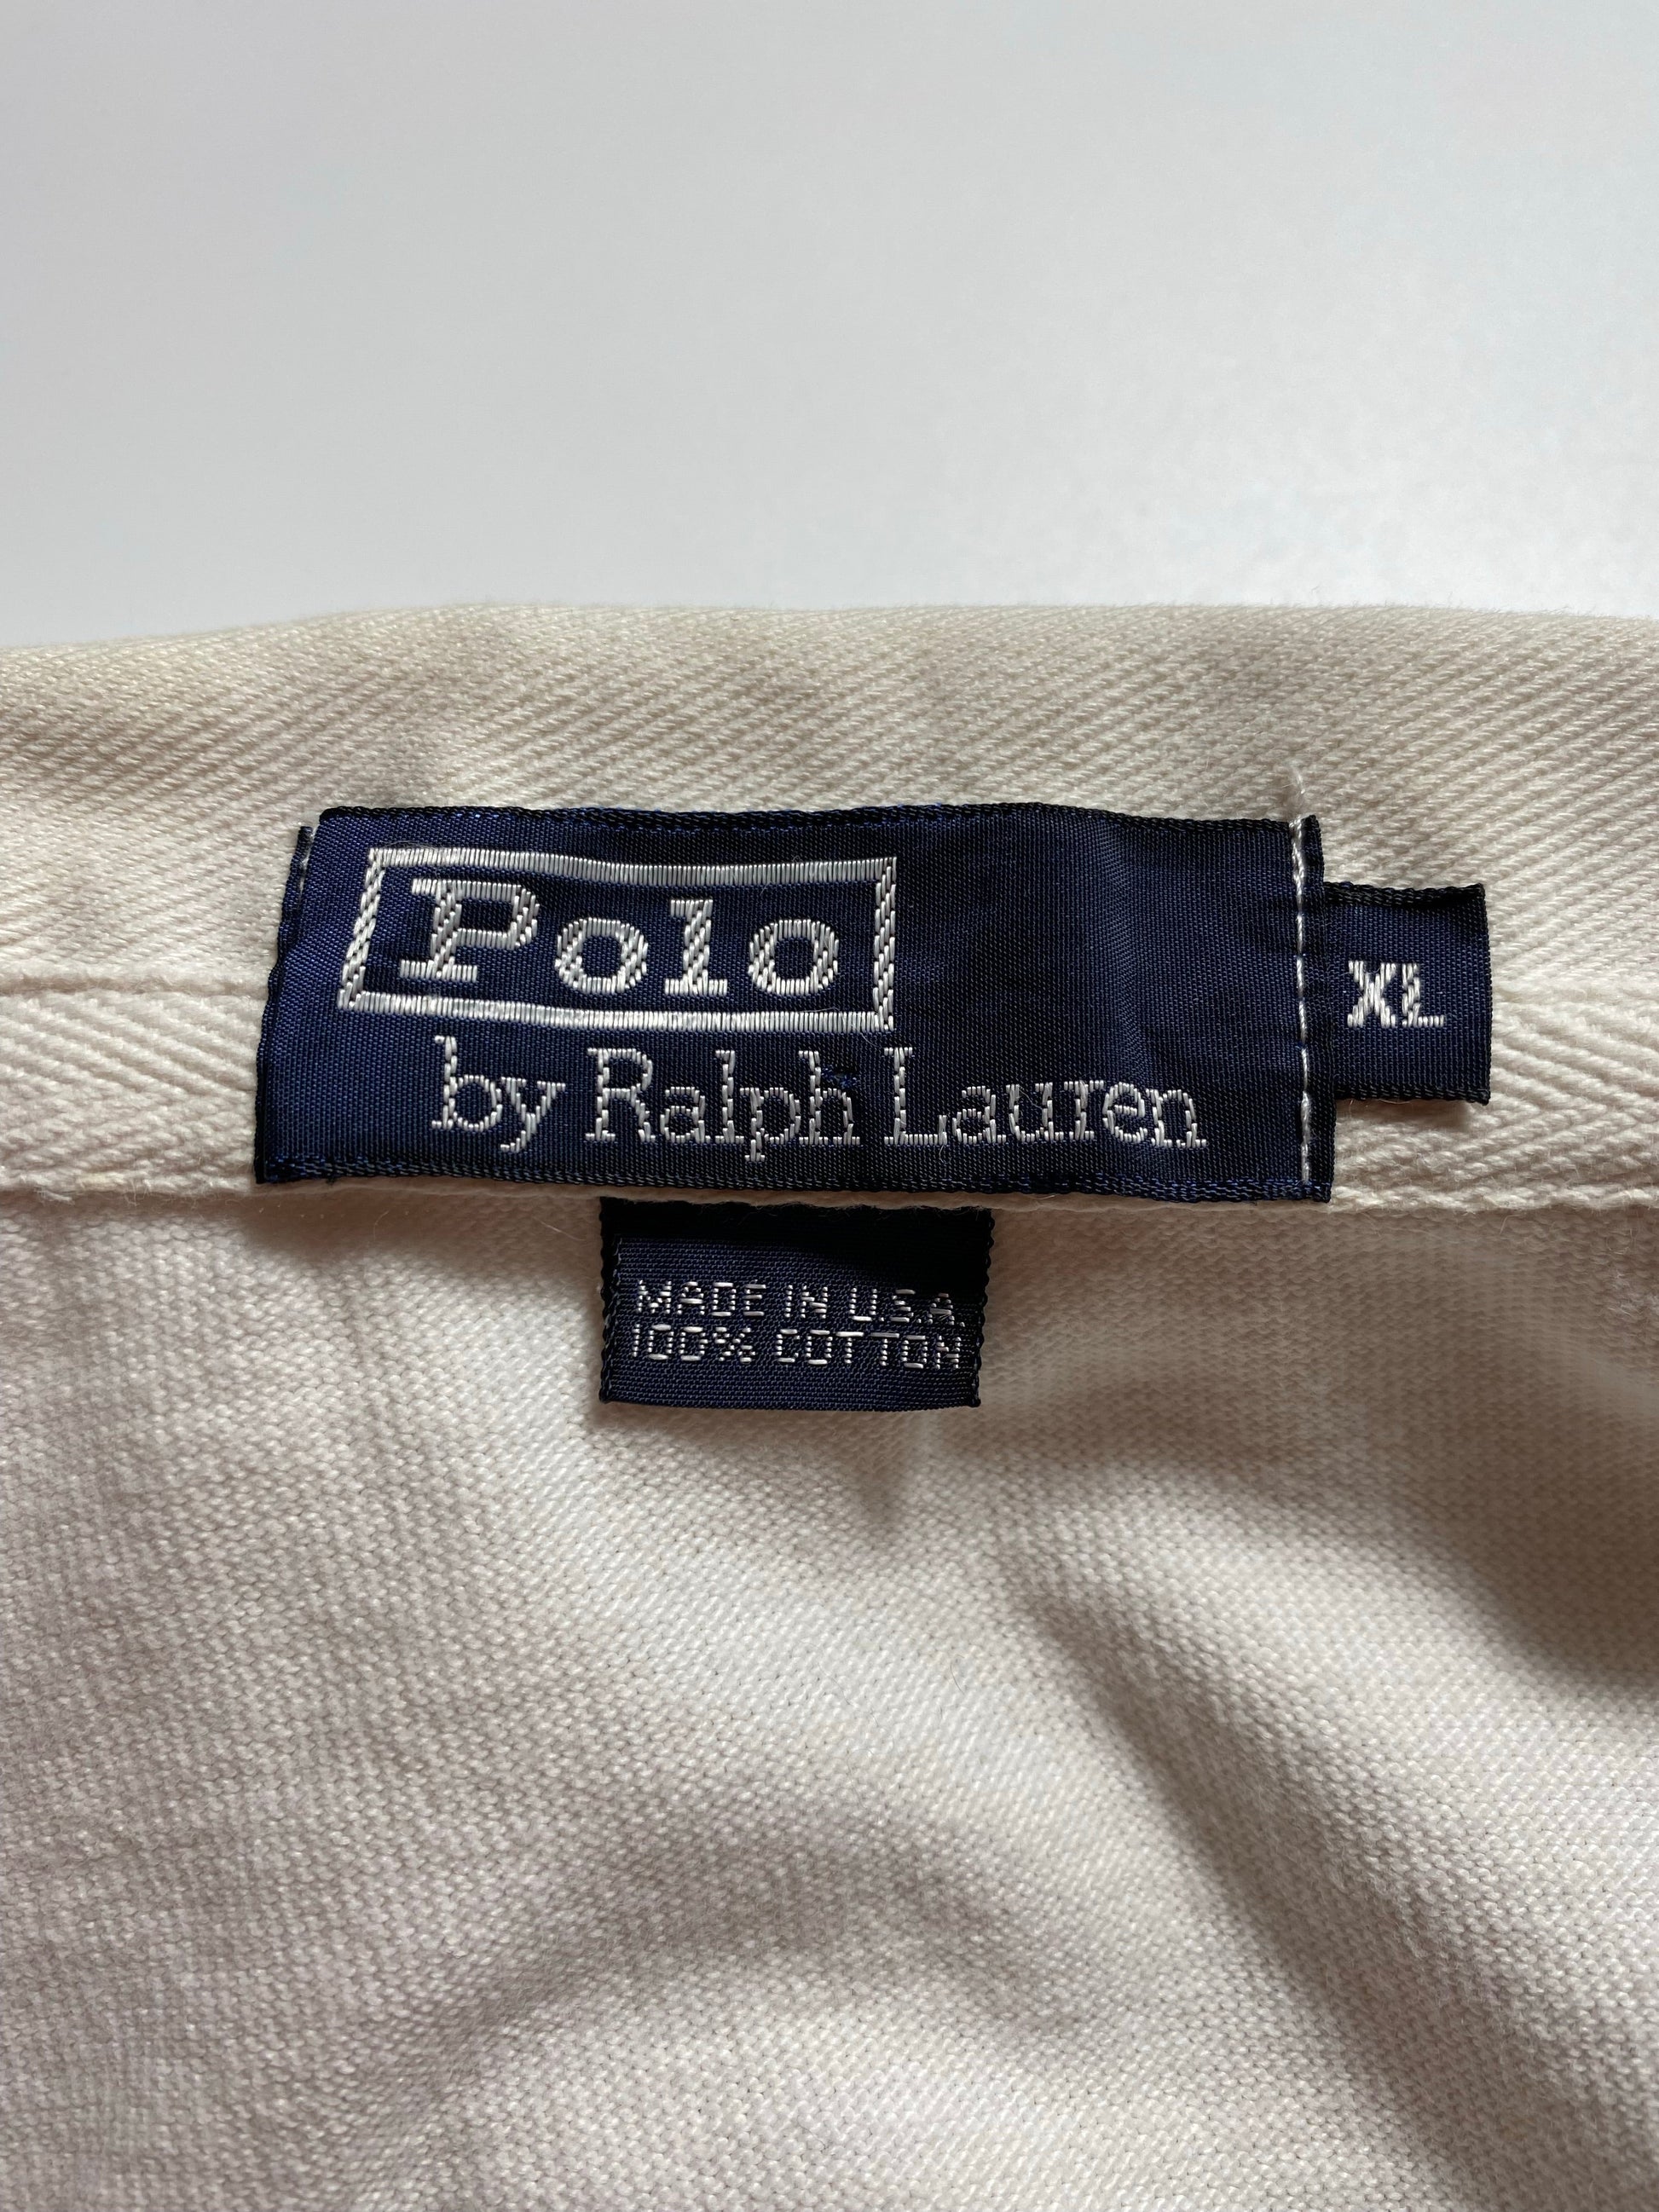 Polo
by Ralph Lauren
XL
MADE IN U.S.A.
100% COTTON